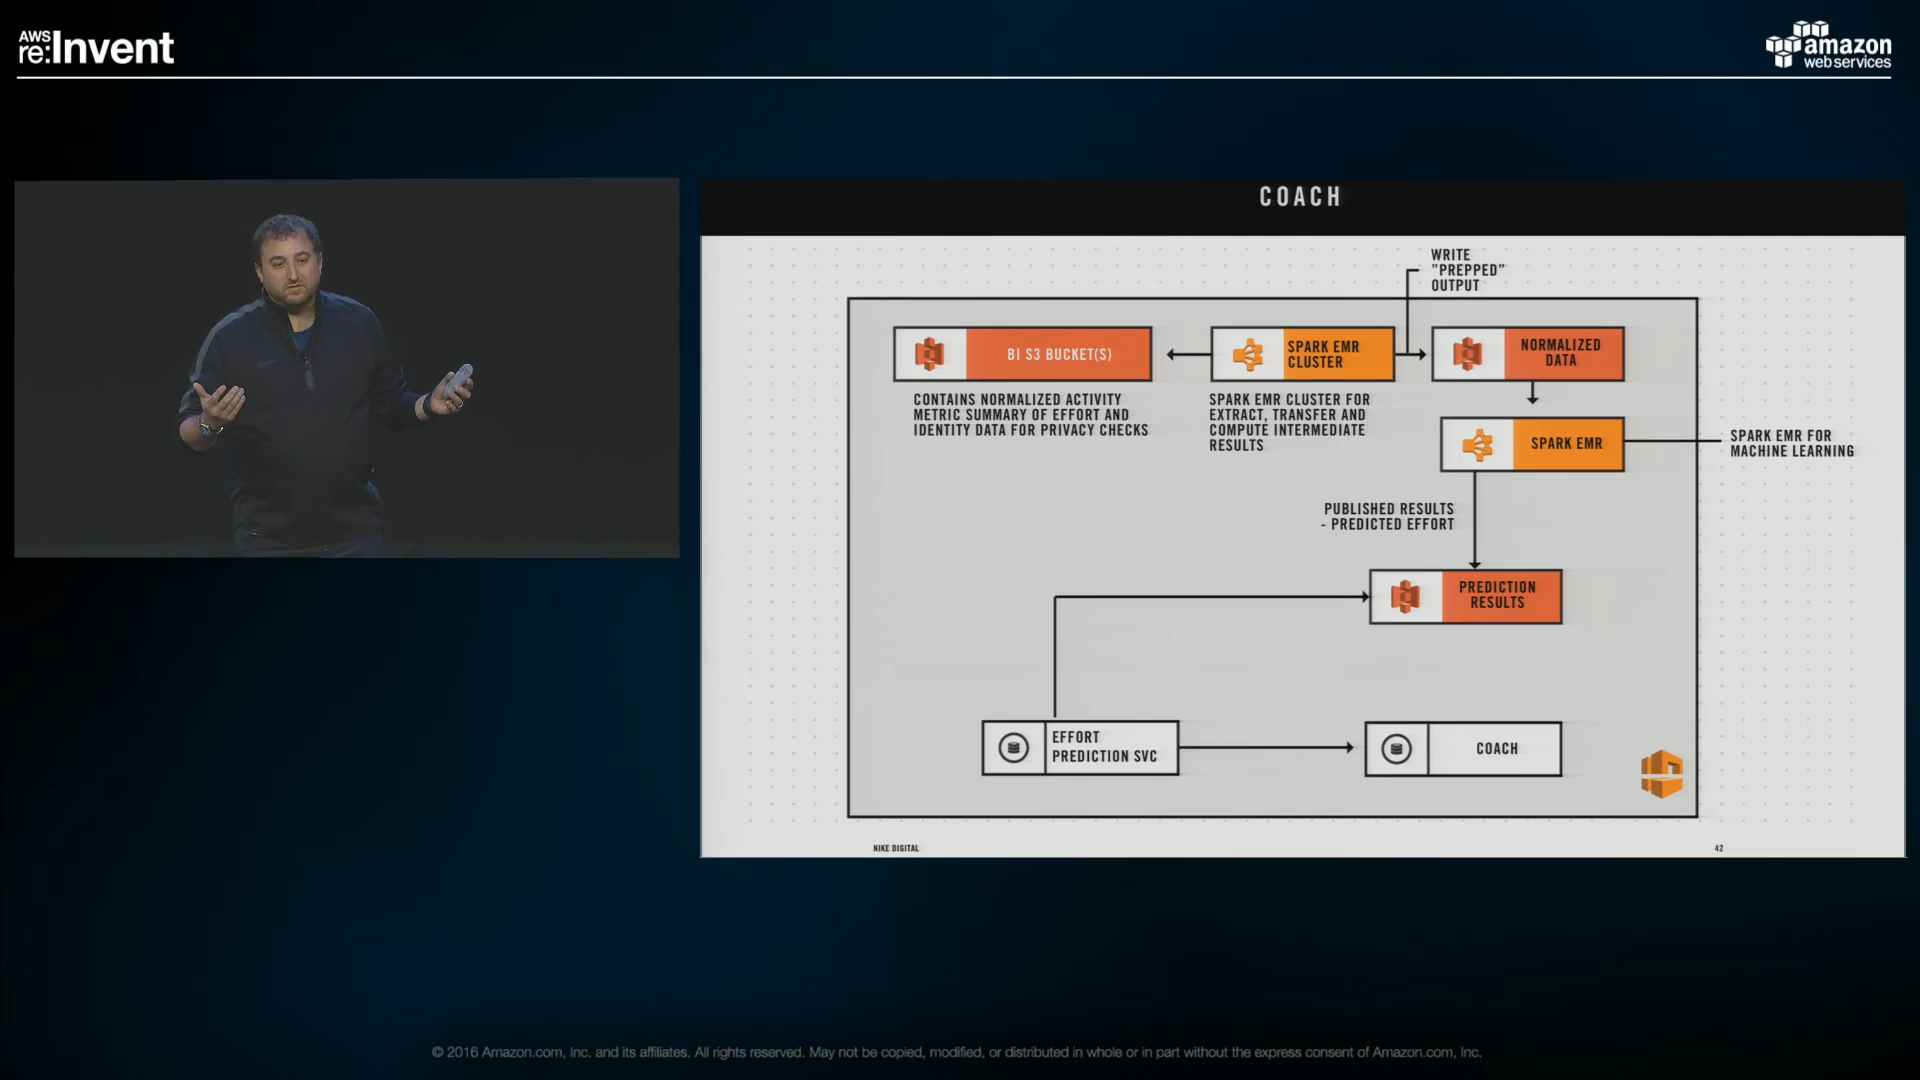 AWS
re:Invent
amazon
web services
COACH
WRITE
"PREPPED"
OUTPUT
BI S3 BUCKET(S)
SPARK EMR
CLUSTER
NORMALIZED
DATA
CONTAINS NORMALIZED ACTIVITY
METRIC SUMMARY OF EFFORT AND
IDENTITY DATA FOR PRIVACY CHECKS
SPARK EMR CLUSTER FOR
EXTRACT, TRANSFER AND
COMPUTE INTERMEDIATE
RESULTS
SPARK EMR
SPARK EMR FOR
MACHINE LEARNING
PUBLISHED RESULTS
- PREDICTED EFFORT
PREDICTION
RESULTS
EFFORT
PREDICTION SVC
COACH
NIKE DIGITAL
42
© 2016 Amazon.com, Inc. and its affiliates. All rights reserved. May not be copied, modified, or distributed in whole or in part without the express consent of Amazon.com, Inc.